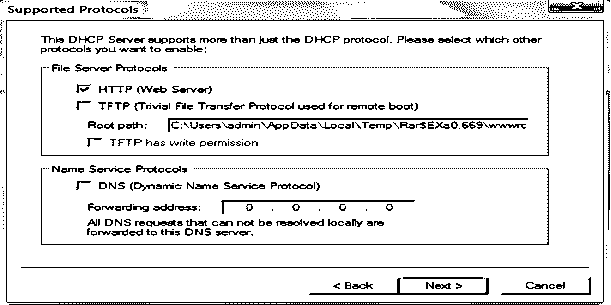 Supported Protocols
This DHCP Server supports more than just the DHCP protocol. Please select which other
protocols you want to enable:
File Server Protocols
HTTP (Web Server)
TFTP (Trivial File Transfer Protocol used for remote boot)
Root path: C:\Users\admin\AppData\Local\Temp\Rar$EXa0.669\wwwrc
TFTP has write permission
Name Service Protocols
DNS (Dynamic Name Service Protocol)
Forwarding address: 0 . 0 . 0 . 0
All DNS requests that can not be resolved locally are
forwarded to this DNS server.
< Back Next > Cancel